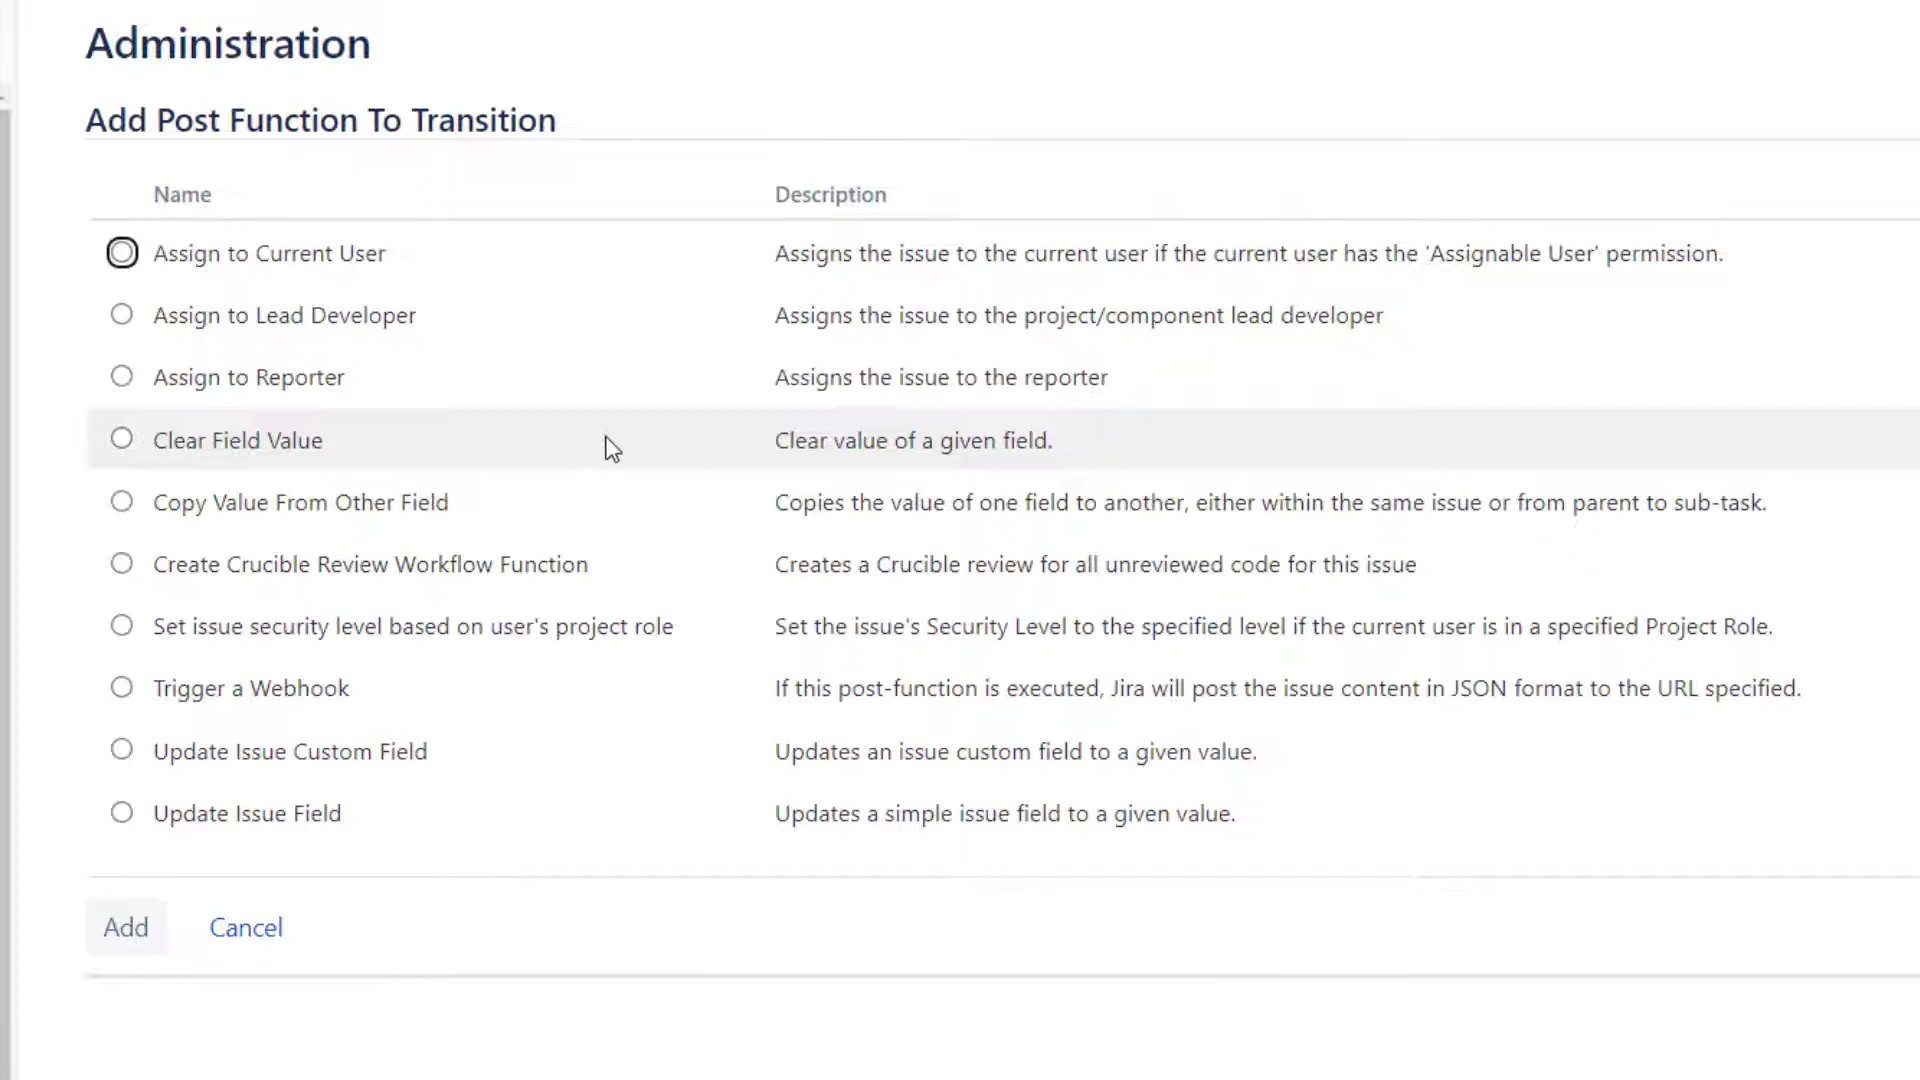 Administration
Add Post Function To Transition
Name Description
Assign to Current User Assigns the issue to the current user if the current user has the 'Assignable User' permission.
Assign to Lead Developer Assigns the issue to the project/component lead developer
Assign to Reporter Assigns the issue to the reporter
Clear Field Value Clear value of a given field.
Copy Value From Other Field Copies the value of one field to another, either within the same issue or from parent to sub-task.
Create Crucible Review Workflow Function Creates a Crucible review for all unreviewed code for this issue
Set issue security level based on user's project role Set the issue's Security Level to the specified level if the current user is in a specified Project Role.
Trigger a Webhook If this post-function is executed, Jira will post the issue content in JSON format to the URL specified.
Update Issue Custom Field Updates an issue custom field to a given value.
Update Issue Field Updates a simple issue field to a given value.
Add Cancel